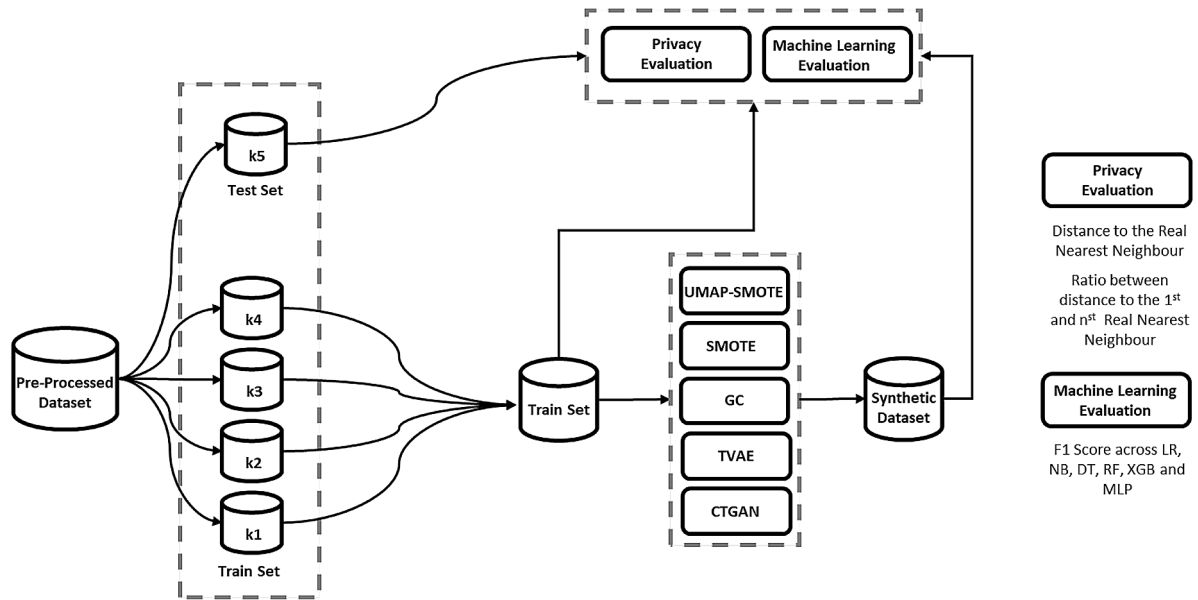 Privacy
Evaluation
Machine Learning
Evaluation
k5
Test Set
k4
k3
k2
k1
Train Set
Pre-Processed
Dataset
Train Set
UMAP-SMOTE
SMOTE
GC
TVAE
CTGAN
Synthetic
Dataset
Privacy
Evaluation
Distance to the Real
Nearest Neighbour
Ratio between
distance to the 1st
and nst Real Nearest
Neighbour
Machine Learning
Evaluation
F1 Score across LR,
NB, DT, RF, XGB and
MLP